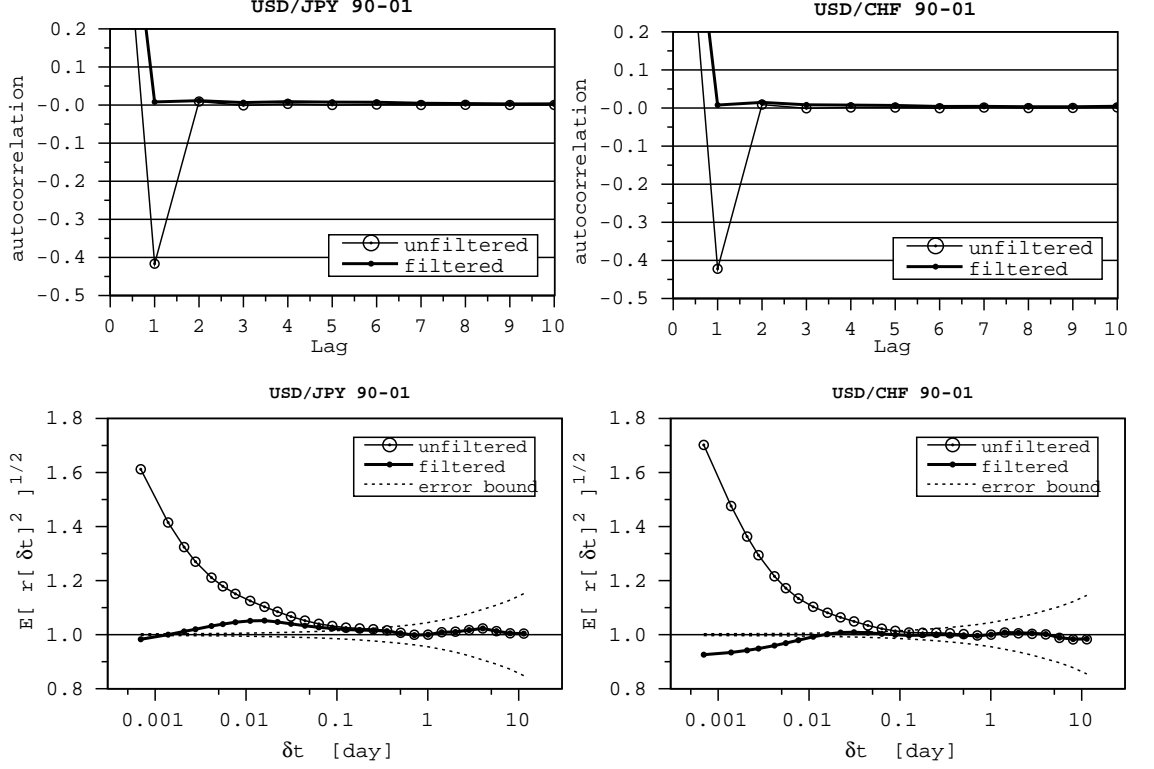 USD/JPY 90-01
autocorrelation
0.2
0.1
-0.0
-0.1
-0.2
-0.3
-0.4
-0.5
unfiltered
filtered
0 1 2 3 4 5 6 7 8 9 10
Lag
USD/CHF 90-01
autocorrelation
0.2
0.1
-0.0
-0.1
-0.2
-0.3
-0.4
-0.5
unfiltered
filtered
0 1 2 3 4 5 6 7 8 9 10
Lag
USD/JPY 90-01
E[ r[δt]² ]^1/2
1.8
1.6
1.4
1.2
1.0
0.8
unfiltered
filtered
error bound
0.001 0.01 0.1 1 10
δt [day]
USD/CHF 90-01
E[ r[δt]² ]^1/2
1.8
1.6
1.4
1.2
1.0
0.8
unfiltered
filtered
error bound
0.001 0.01 0.1 1 10
δt [day]